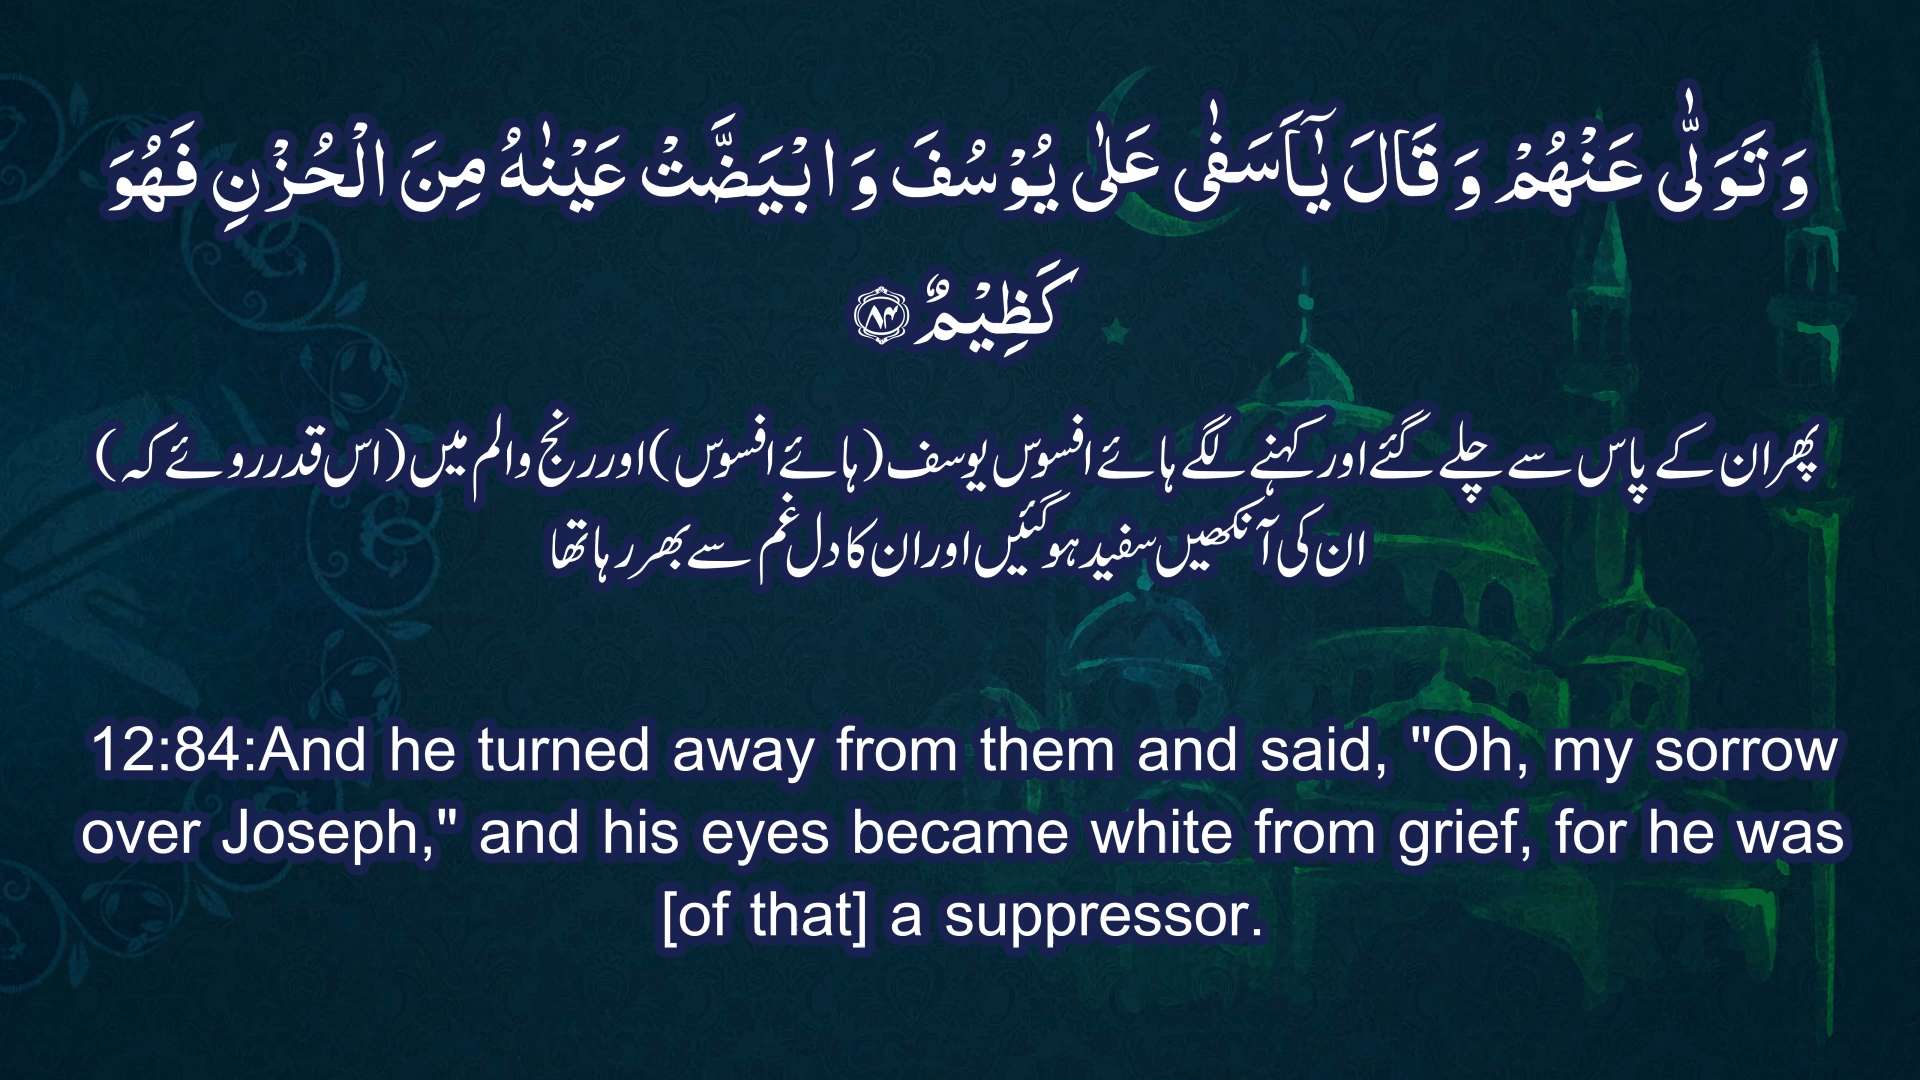 وَ تَوَلّٰى عَنْهُمْ وَ قَالَ یٰۤاَسَفٰى عَلٰى یُوْسُفَ وَ ابْیَضَّتْ عَیْنٰهُ مِنَ الْحُزْنِ فَهُوَ
كَظِیْمٌ ﴿۸۴﴾
پھر ان کے پاس سے چلے گئے اور کہنے لگے ہائے افسوس یوسف (ہائے افسوس) اور رنج والم میں (اس قدر روئے کہ)
ان کی آنکھیں سفید ہوگئیں اور ان کا دل غم سے بھر رہا تھا
12:84:And he turned away from them and said, "Oh, my sorrow
over Joseph," and his eyes became white from grief, for he was
[of that] a suppressor.